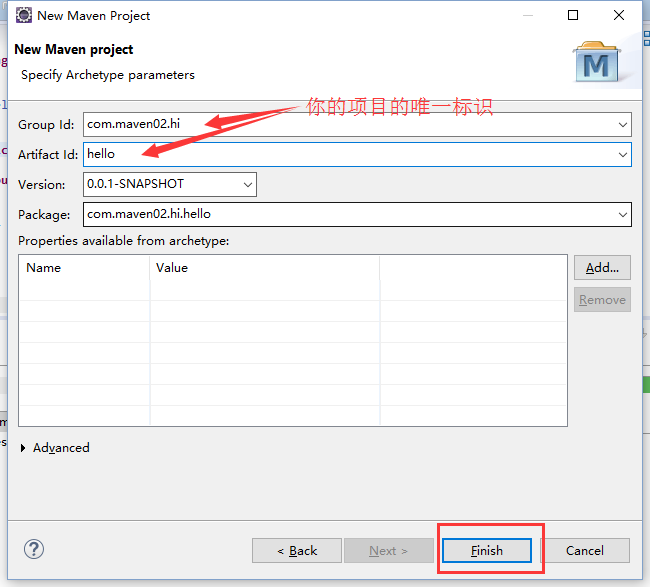 New Maven Project
New Maven project
Specify Archetype parameters
M
你的项目的唯一标识
Group Id: com.maven02.hi
Artifact Id: hello
Version: 0.0.1-SNAPSHOT
Package: com.maven02.hi.hello
Properties available from archetype:
Name Value
Add...
Remove
Advanced
? < Back Next > Finish Cancel